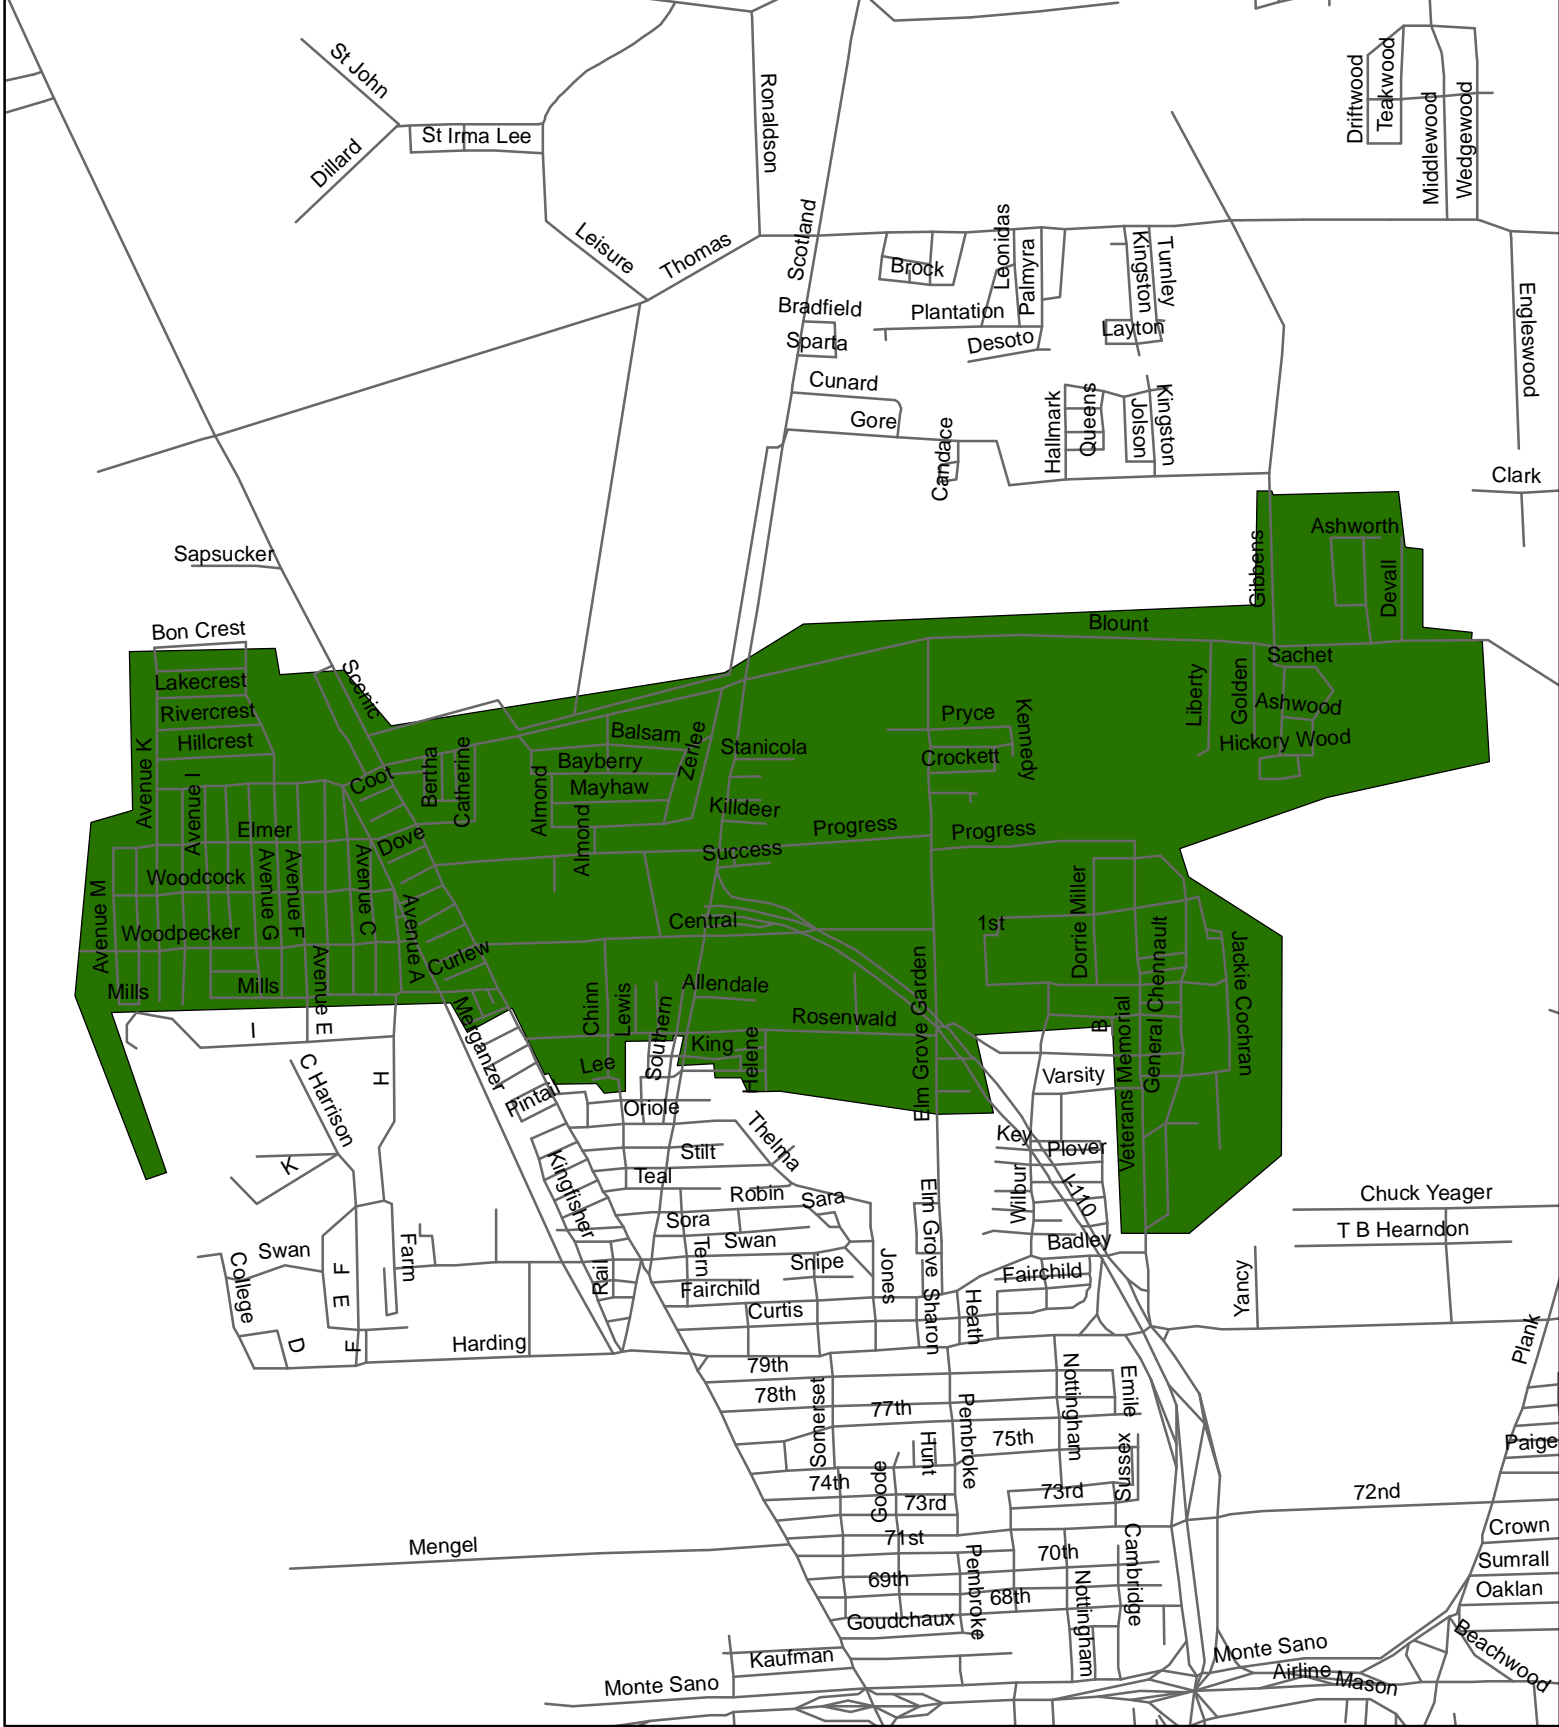 St John
Ronaldson
Driftwood
Teakwood
Middlewood
Wedgewood
St Irma Lee
Dillard
Leisure
Thomas
Scotland
Brock
Leonidas
Palmyra
Kingston
Turnley
Bradfield
Plantation
Layton
Sparta
Desoto
Engleswood
Cunard
Gore
Candace
Hallmark
Queens
Jolson
Kingston
Clark
Ashworth
Sapsucker
Gibbens
Devall
Bon Crest
Blount
Scenic
Lakecrest
Sachet
Liberty
Golden
Rivercrest
Ashwood
Pryce
Kennedy
Hillcrest
Balsam
Zerlee
Stanicola
Hickory Wood
Avenue K
Bayberry
Crockett
Coot
Bertha
Catherine
Mayhaw
Almond
Avenue I
Killdeer
Elmer
Dove
Almond
Progress
Progress
Success
Avenue G
Avenue F
Avenue C
Woodcock
Avenue M
Dorrie Miller
Avenue A
Central
1st
Woodpecker
Curlew
General Chennault
Jackie Cochran
Avenue E
Mills
Mills
Allendale
Elm Grove Garden
Chinn
Lewis
Southern
Merganzer
I
E
Rosenwald
B
Veterans Memorial
King
Helene
Lee
C Harrison
H
Varsity
Pintail
Oriole
Thelma
Key
Plover
Stilt
K
Kingfisher
Teal
Wilbur
I-110
Robin
Sara
Elm Grove
Chuck Yeager
Sora
T B Hearndon
Swan
Farm
Tern
Swan
Badley
College
Snipe
Jones
F
Rail
Fairchild
Fairchild
Yancy
E
Curtis
Sharon
Heath
D
F
Harding
Plank
79th
Nottingham
Emile
78th
Somerset
77th
Pembroke
Hunt
75th
Sussex
Paige
74th
Goope
73rd
73rd
72nd
Mengel
71st
70th
Cambridge
Crown
Sumrall
69th
Pembroke
68th
Nottingham
Oaklan
Goudchaux
Kaufman
Monte Sano
Beachwood
Monte Sano
Airline
Mason